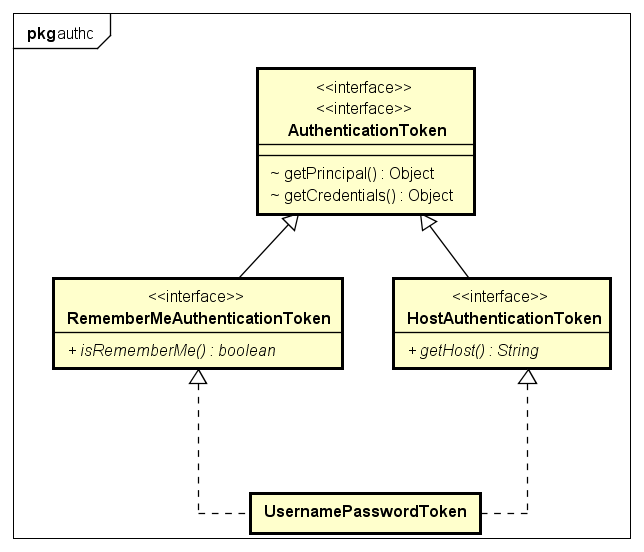 pkg authc
<<interface>>
<<interface>>
AuthenticationToken
~ getPrincipal() : Object
~ getCredentials() : Object
<<interface>>
RememberMeAuthenticationToken
+ isRememberMe() : boolean
<<interface>>
HostAuthenticationToken
+ getHost() : String
UsernamePasswordToken